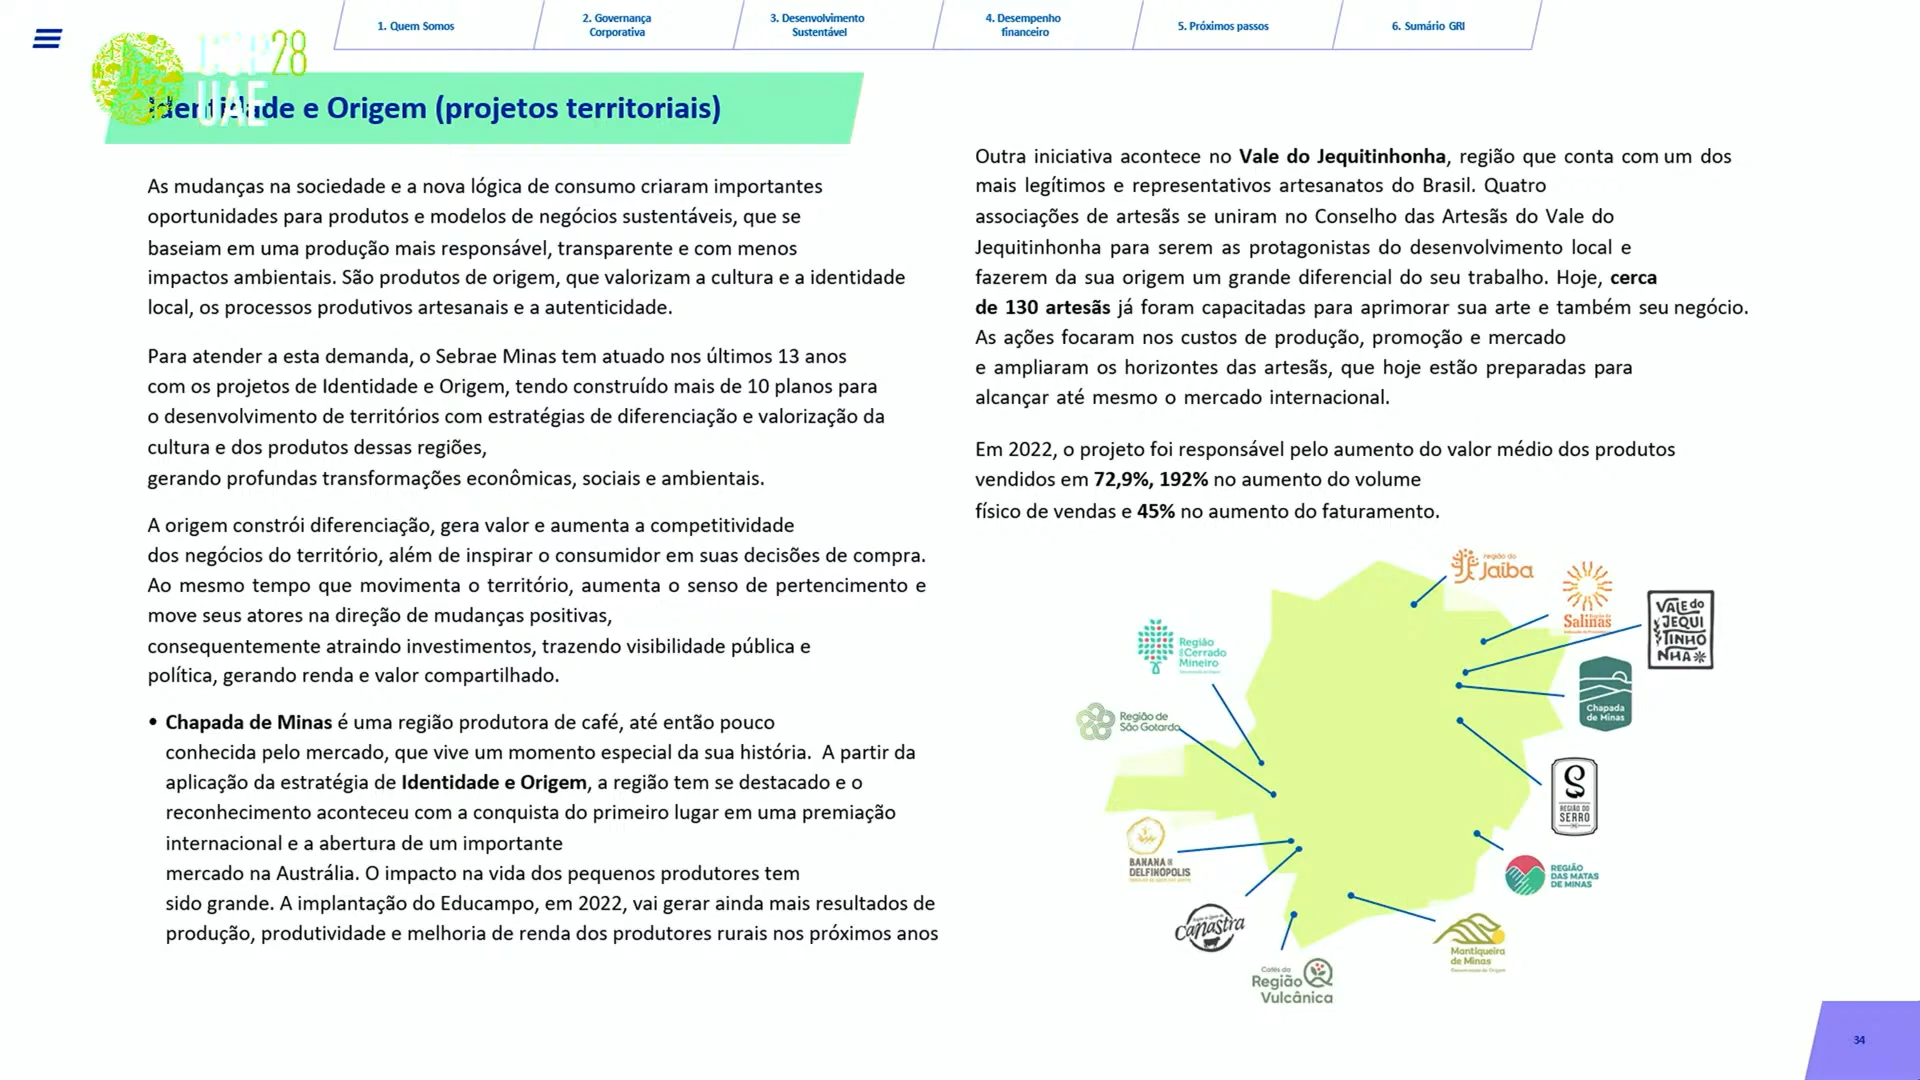 1. Quem Somos
2. Governança
Corporativa
3. Desenvolvimento
Sustentável
4. Desempenho
financeiro
5. Próximos passos
6. Sumário GRI
COP28
UAE
Identidade e Origem (projetos territoriais)
As mudanças na sociedade e a nova lógica de consumo criaram importantes
oportunidades para produtos e modelos de negócios sustentáveis, que se
baseiam em uma produção mais responsável, transparente e com menos
impactos ambientais. São produtos de origem, que valorizam a cultura e a identidade
local, os processos produtivos artesanais e a autenticidade.
Para atender a esta demanda, o Sebrae Minas tem atuado nos últimos 13 anos
com os projetos de Identidade e Origem, tendo construído mais de 10 planos para
o desenvolvimento de territórios com estratégias de diferenciação e valorização da
cultura e dos produtos dessas regiões,
gerando profundas transformações econômicas, sociais e ambientais.
A origem constrói diferenciação, gera valor e aumenta a competitividade
dos negócios do território, além de inspirar o consumidor em suas decisões de compra.
Ao mesmo tempo que movimenta o território, aumenta o senso de pertencimento e
move seus atores na direção de mudanças positivas,
consequentemente atraindo investimentos, trazendo visibilidade pública e
política, gerando renda e valor compartilhado.
• Chapada de Minas é uma região produtora de café, até então pouco
conhecida pelo mercado, que vive um momento especial da sua história. A partir da
aplicação da estratégia de Identidade e Origem, a região tem se destacado e o
reconhecimento aconteceu com a conquista do primeiro lugar em uma premiação
internacional e a abertura de um importante
mercado na Austrália. O impacto na vida dos pequenos produtores tem
sido grande. A implantação do Educampo, em 2022, vai gerar ainda mais resultados de
produção, produtividade e melhoria de renda dos produtores rurais nos próximos anos
Outra iniciativa acontece no Vale do Jequitinhonha, região que conta com um dos
mais legítimos e representativos artesanatos do Brasil. Quatro
associações de artesãs se uniram no Conselho das Artesãs do Vale do
Jequitinhonha para serem as protagonistas do desenvolvimento local e
fazerem da sua origem um grande diferencial do seu trabalho. Hoje, cerca
de 130 artesãs já foram capacitadas para aprimorar sua arte e também seu negócio.
As ações focaram nos custos de produção, promoção e mercado
e ampliaram os horizontes das artesãs, que hoje estão preparadas para
alcançar até mesmo o mercado internacional.
Em 2022, o projeto foi responsável pelo aumento do valor médio dos produtos
vendidos em 72,9%, 192% no aumento do volume
físico de vendas e 45% no aumento do faturamento.
região do
Jaíba
Salinas
VALE do
JEQUI
TINHO
NHA
Região
do Cerrado
Mineiro
Chapada
de Minas
Região de
São Gotardo
REGIÃO DO
SERRO
BANANA DE
DELFINÓPOLIS
REGIÃO
DAS MATAS
DE MINAS
Canastra
Mantiqueira
de Minas
Cafés da
Região
Vulcânica
34